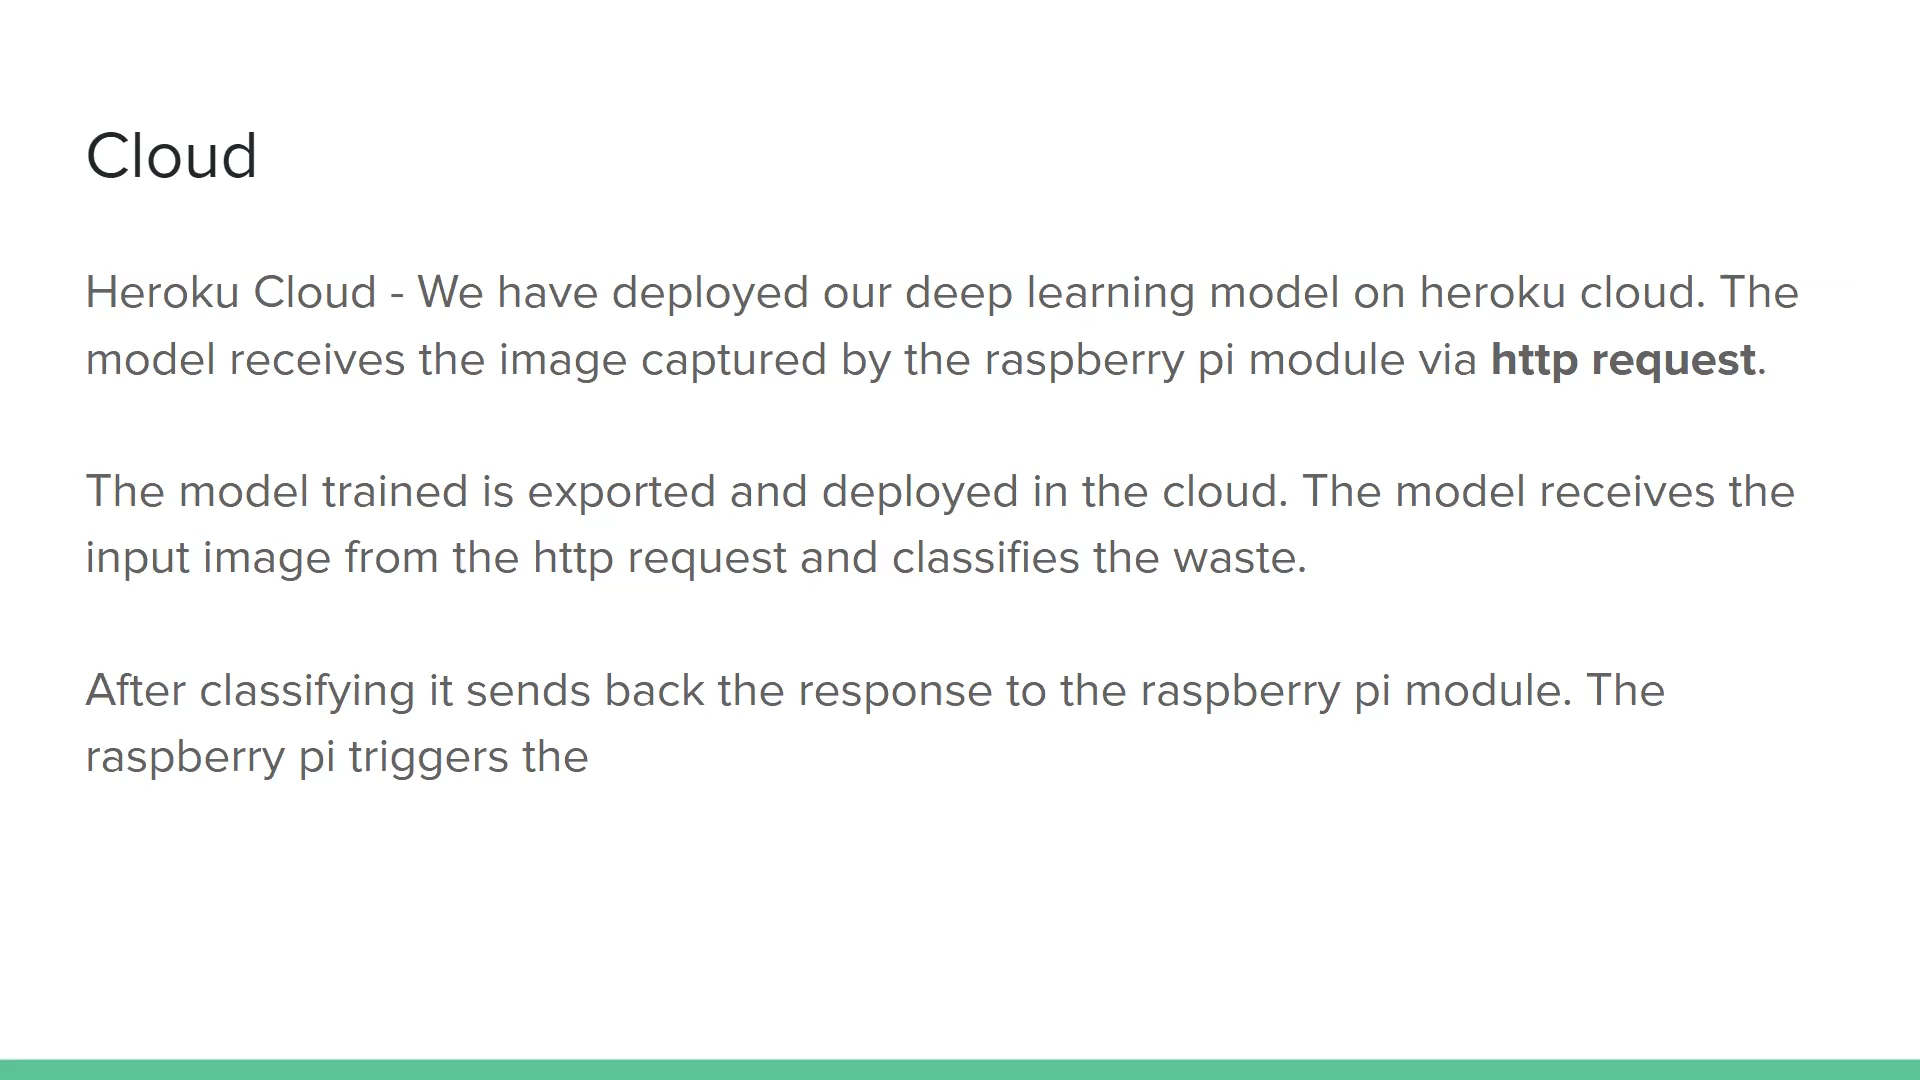 Cloud
Heroku Cloud - We have deployed our deep learning model on heroku cloud. The
model receives the image captured by the raspberry pi module via http request.
The model trained is exported and deployed in the cloud. The model receives the
input image from the http request and classifies the waste.
After classifying it sends back the response to the raspberry pi module. The
raspberry pi triggers the